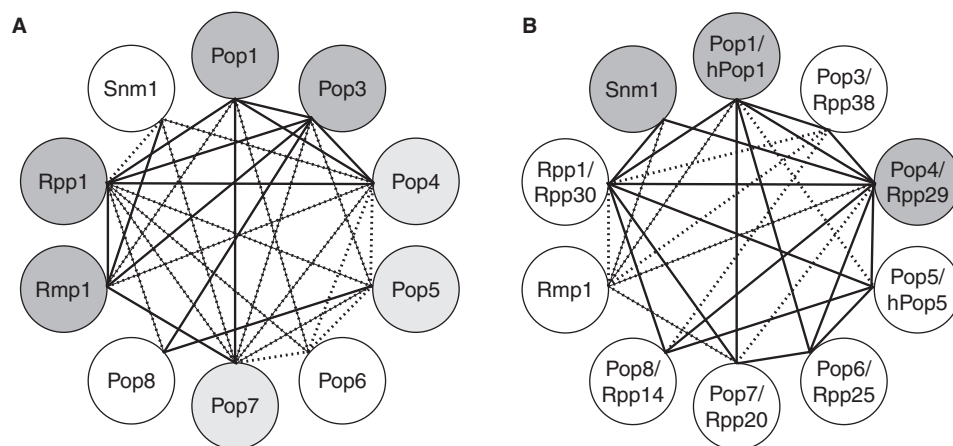 A
Pop1
Pop3
Pop4
Pop5
Pop6
Pop7
Pop8
Rmp1
Rpp1
Snm1
B
Pop1/
hPop1
Pop3/
Rpp38
Pop4/
Rpp29
Pop5/
hPop5
Pop6/
Rpp25
Pop7/
Rpp20
Pop8/
Rpp14
Rmp1
Rpp1/
Rpp30
Snm1